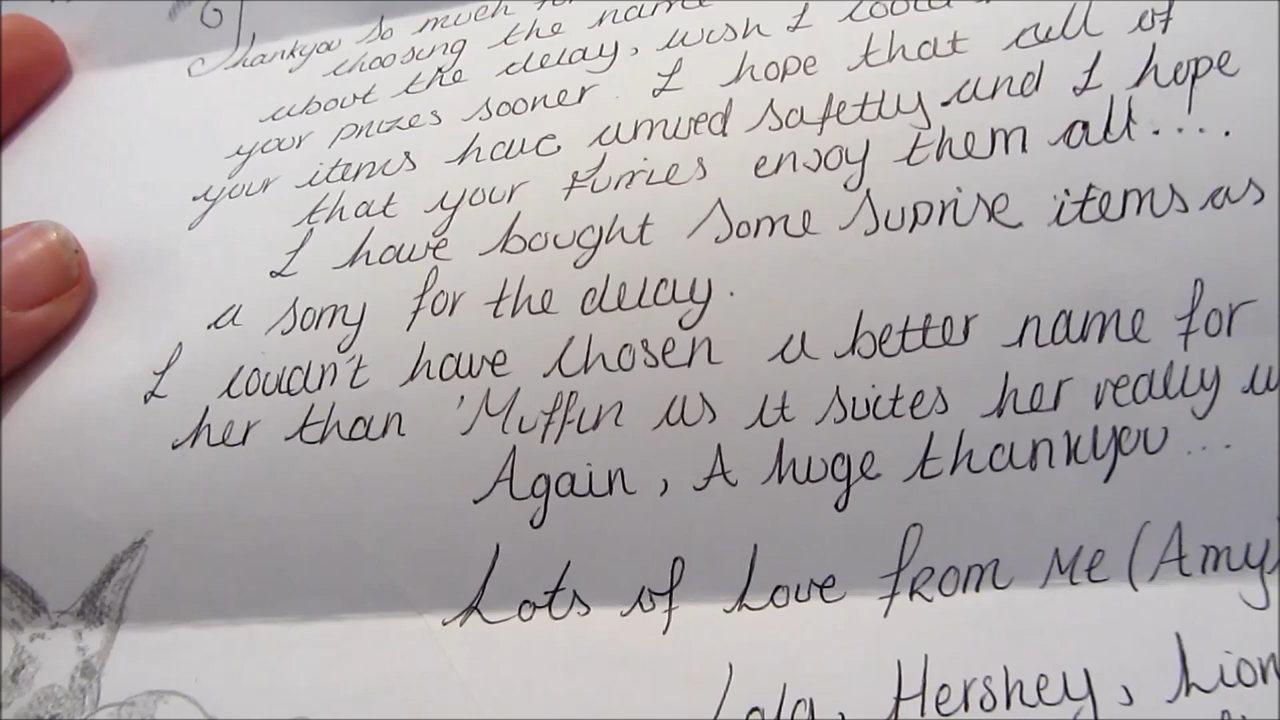 Thankyou so much for
choosing the name
about the delay, wish I could
your prizes sooner. I hope that all of
your items have arrived safetly and I hope
that your furries enjoy them all....
I have bought some suprise items as
a sorry for the delay.
I couldn't have chosen a better name for
her than 'Muffin as it suites her really
Again, A huge thankyou...
Lots of Love from Me (Amy)
Lola, Hershey, Lion